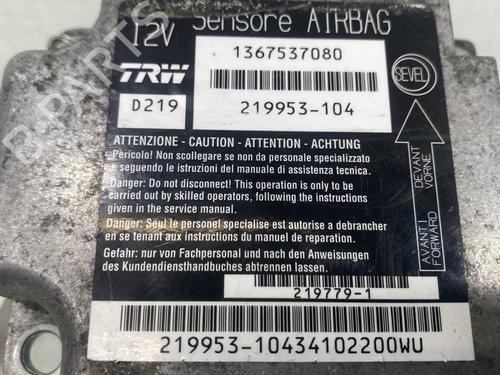 12V Sensore AIRBAG
1367537080
TRW
SEVEL
D219
219953-104
ATTENZIONE - CAUTION - ATTENTION - ACHTUNG
Pericolo! Non scollegare se non da personale specializzato
e seguendo le istruzioni del manuale di assistenza tecnica.
Danger: Do not disconnect! This operation is only to be
carried out by skilled operators, following the instructions
given in the service manual.
Danger: Seul le personel specialise est autorise a debrancher
en se tenant aux instructions du manuel de reparation.
Gefahr: nur von Fachpersonal und nach den Anweisungen
des Kundendiensthandbuches abtrennen lassen.
AVANTI DEVANT
FORWARD VORNE
219779-1
219953-10434102200WU
B-PARTS